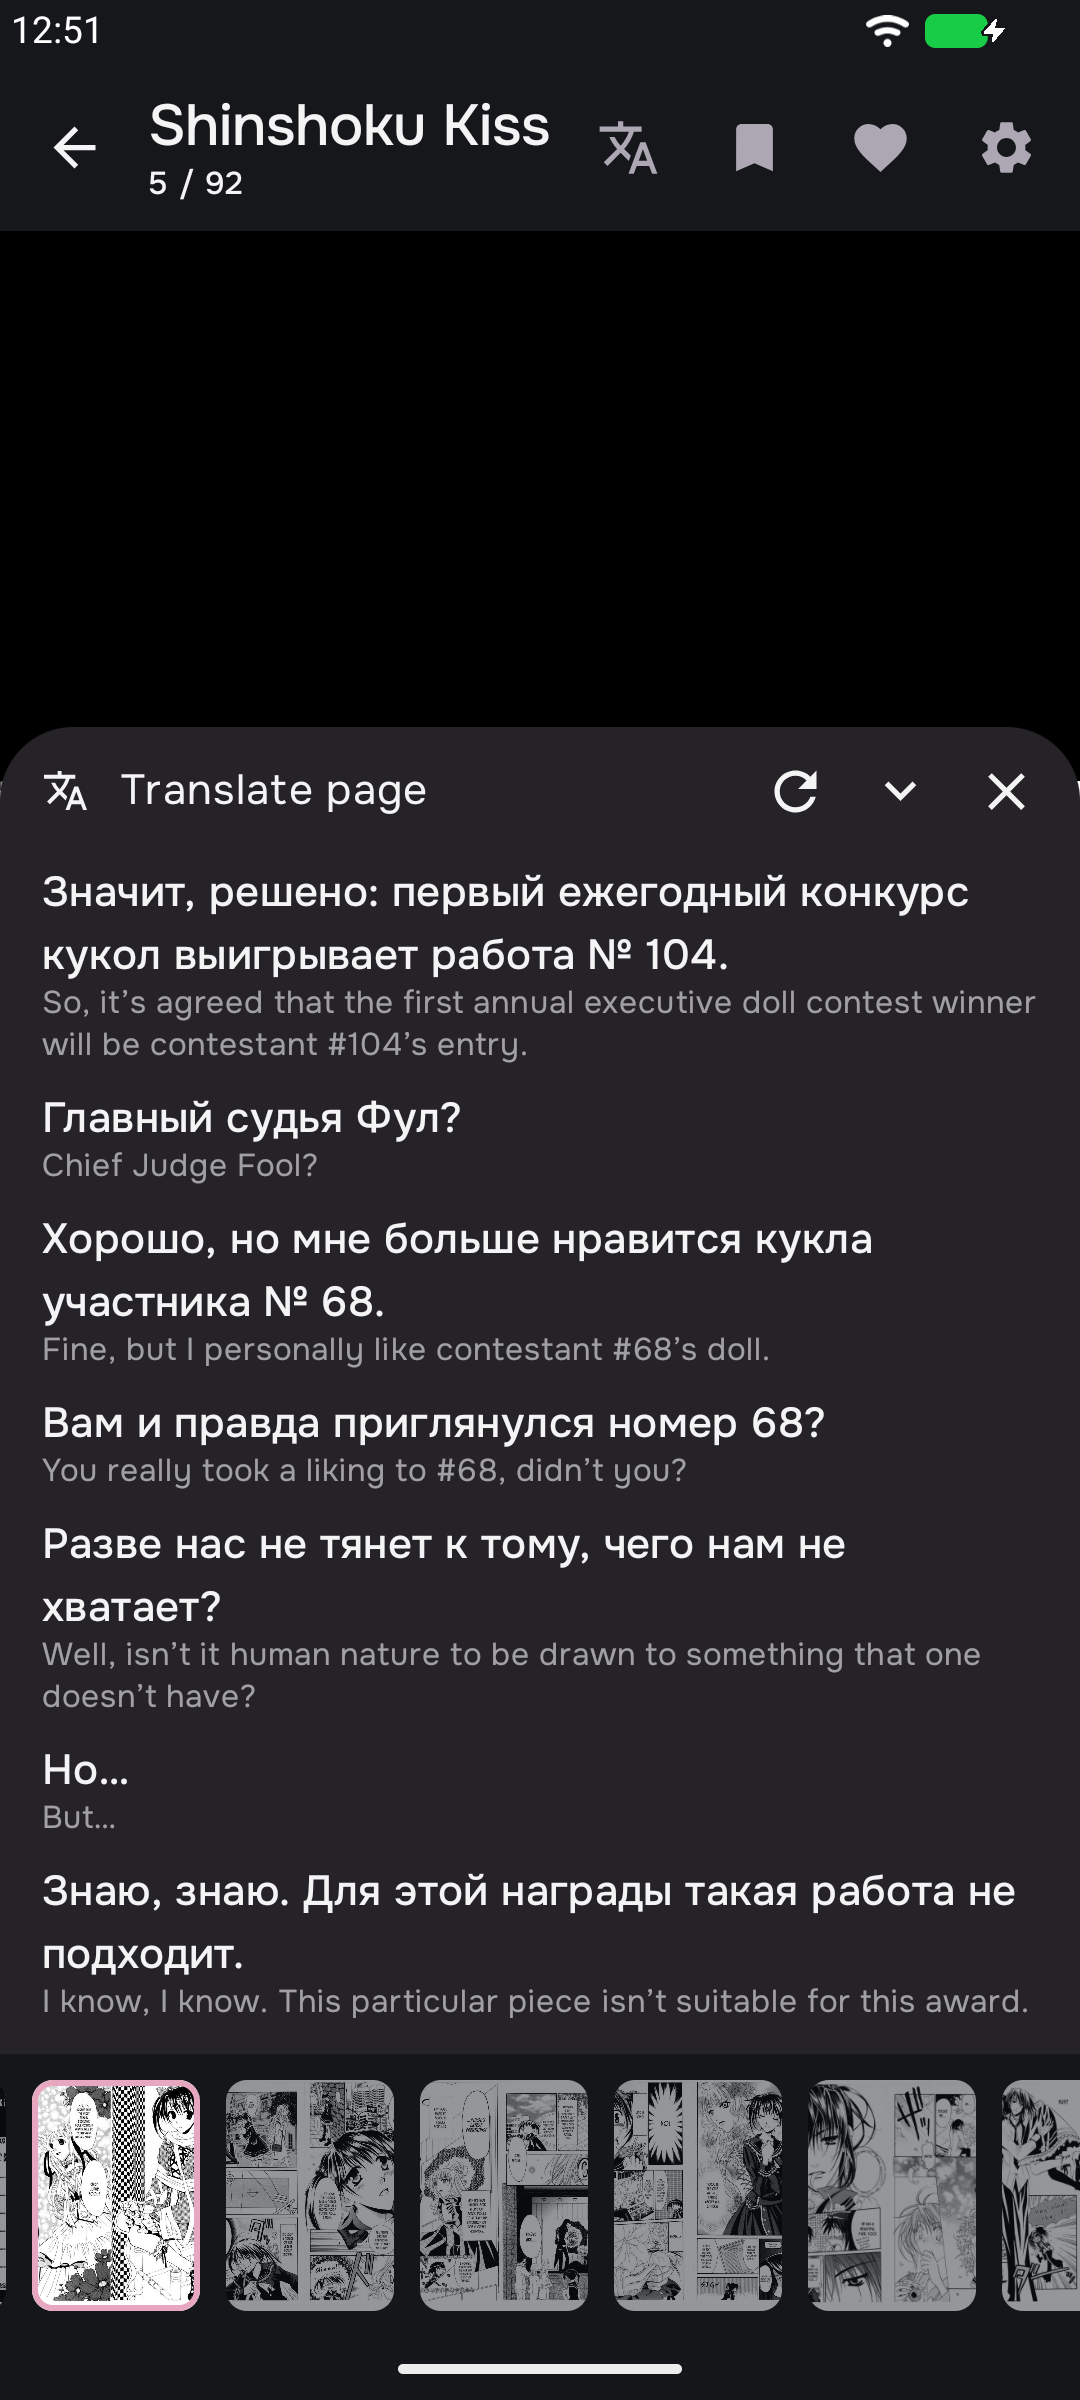 12:51
Shinshoku Kiss
5 / 92
Translate page
Значит, решено: первый ежегодный конкурс
кукол выигрывает работа № 104.
So, it’s agreed that the first annual executive doll contest winner
will be contestant #104’s entry.
Главный судья Фул?
Chief Judge Fool?
Хорошо, но мне больше нравится кукла
участника № 68.
Fine, but I personally like contestant #68’s doll.
Вам и правда приглянулся номер 68?
You really took a liking to #68, didn’t you?
Разве нас не тянет к тому, чего нам не
хватает?
Well, isn’t it human nature to be drawn to something that one
doesn’t have?
Но...
But...
Знаю, знаю. Для этой награды такая работа не
подходит.
I know, I know. This particular piece isn’t suitable for this award.